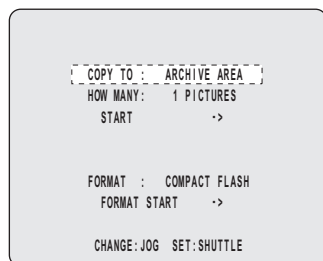 COPY TO : ARCHIVE AREA
HOW MANY: 1 PICTURES
START ->
FORMAT : COMPACT FLASH
FORMAT START ->
CHANGE:JOG SET:SHUTTLE